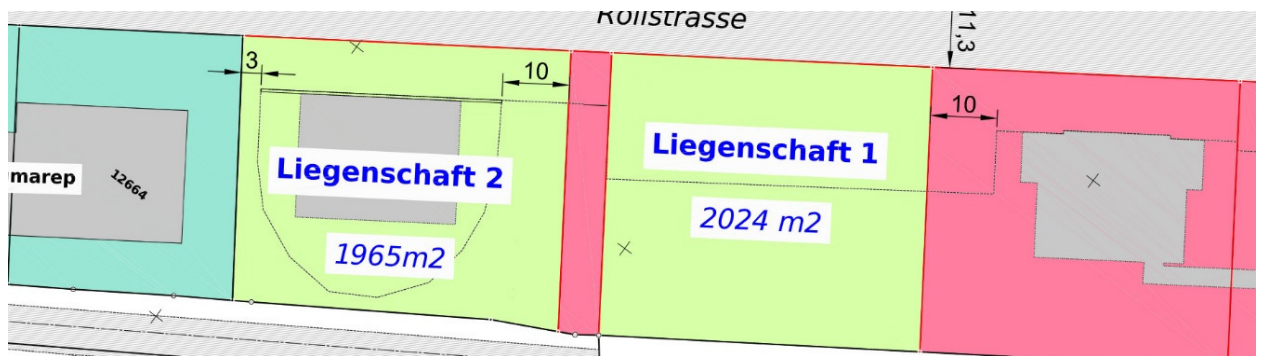 Rollstrasse
11,3
3
10
10
Liegenschaft 1
Liegenschaft 2
marep
12664
2024 m2
1965m2